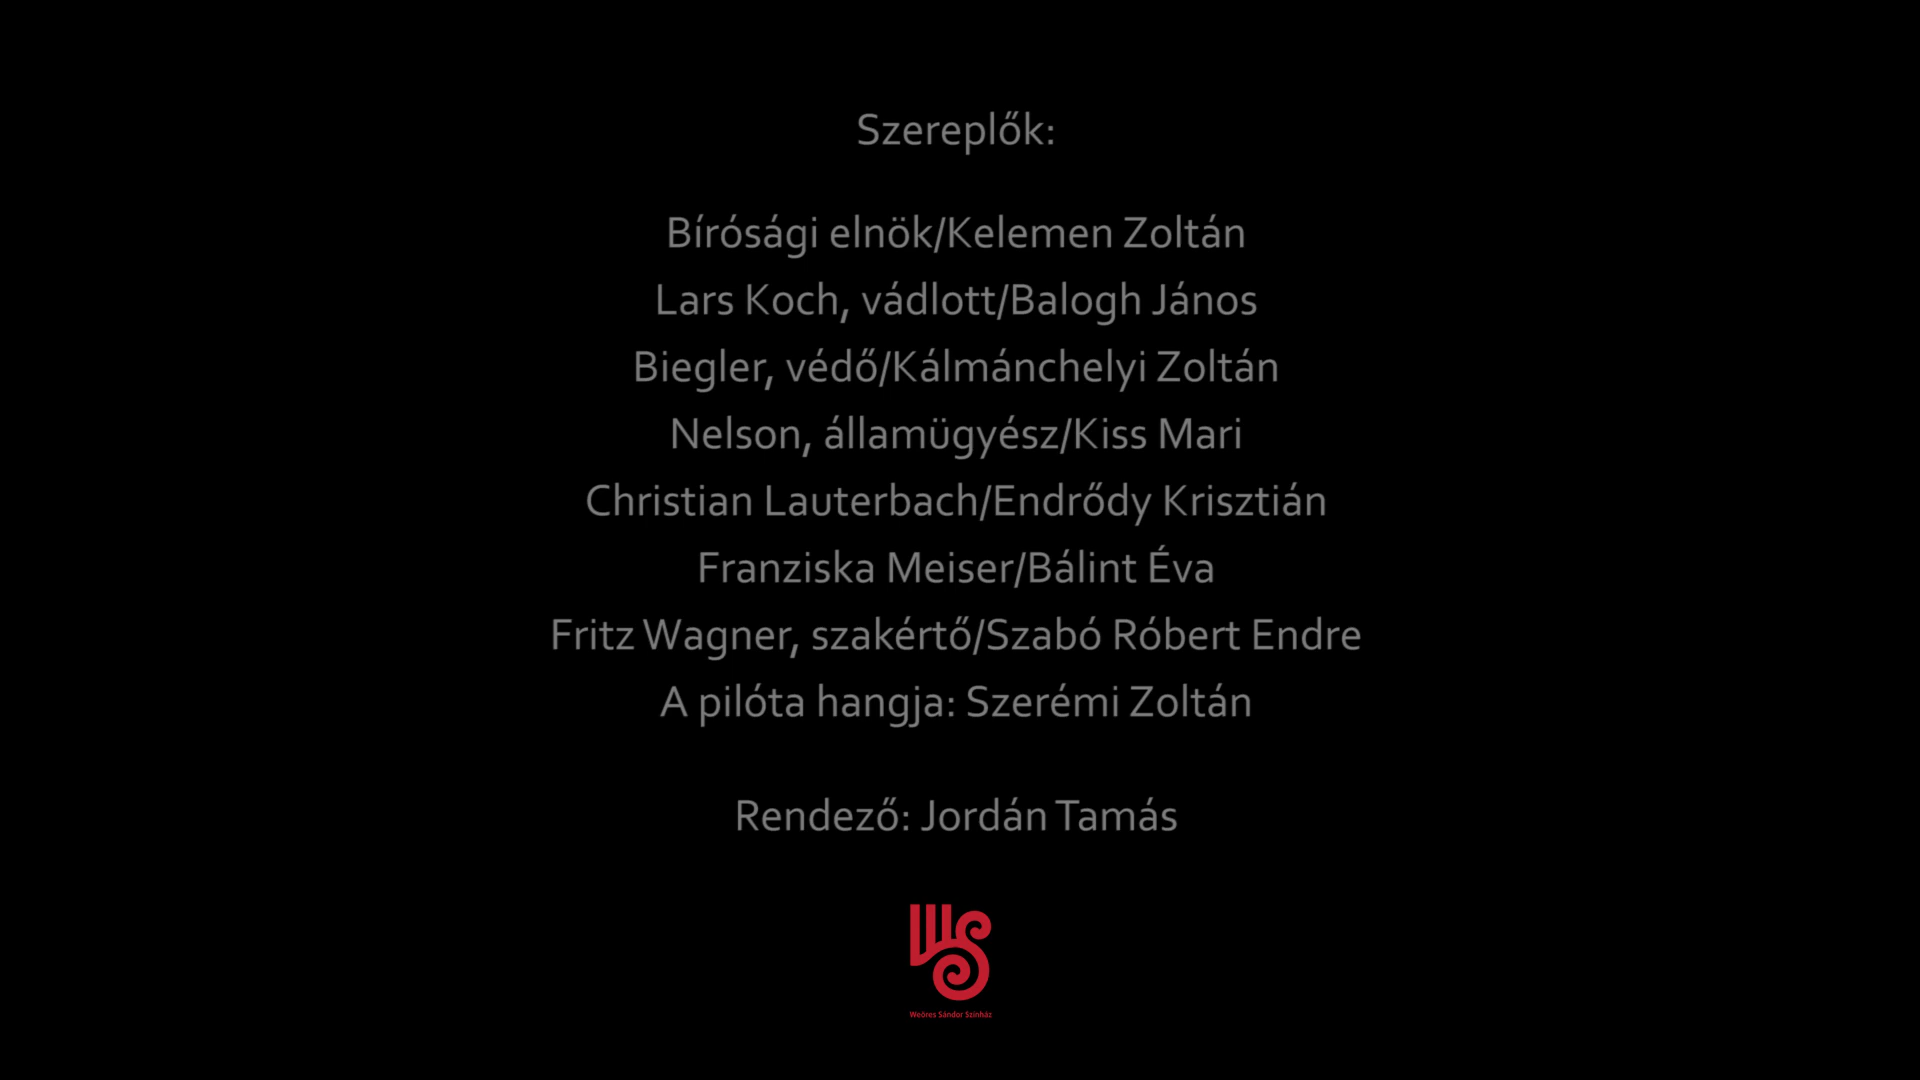 Szereplők:
Bírósági elnök/Kelemen Zoltán
Lars Koch, vádlott/Balogh János
Biegler, védő/Kálmánchelyi Zoltán
Nelson, államügyész/Kiss Mari
Christian Lauterbach/Endrődy Krisztián
Franziska Meiser/Bálint Éva
Fritz Wagner, szakértő/Szabó Róbert Endre
A pilóta hangja: Szerémi Zoltán
Rendező: Jordán Tamás
Weöres Sándor Színház